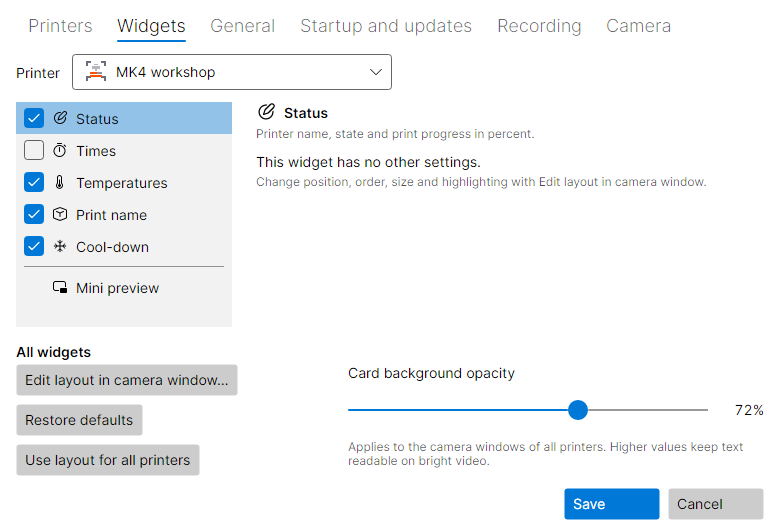 Printers Widgets General Startup and updates Recording Camera
Printer MK4 workshop
Status
Times
Temperatures
Print name
Cool-down
Mini preview
Status
Printer name, state and print progress in percent.
This widget has no other settings.
Change position, order, size and highlighting with Edit layout in camera window.
All widgets
Edit layout in camera window...
Restore defaults
Use layout for all printers
Card background opacity
72%
Applies to the camera windows of all printers. Higher values keep text
readable on bright video.
Save Cancel